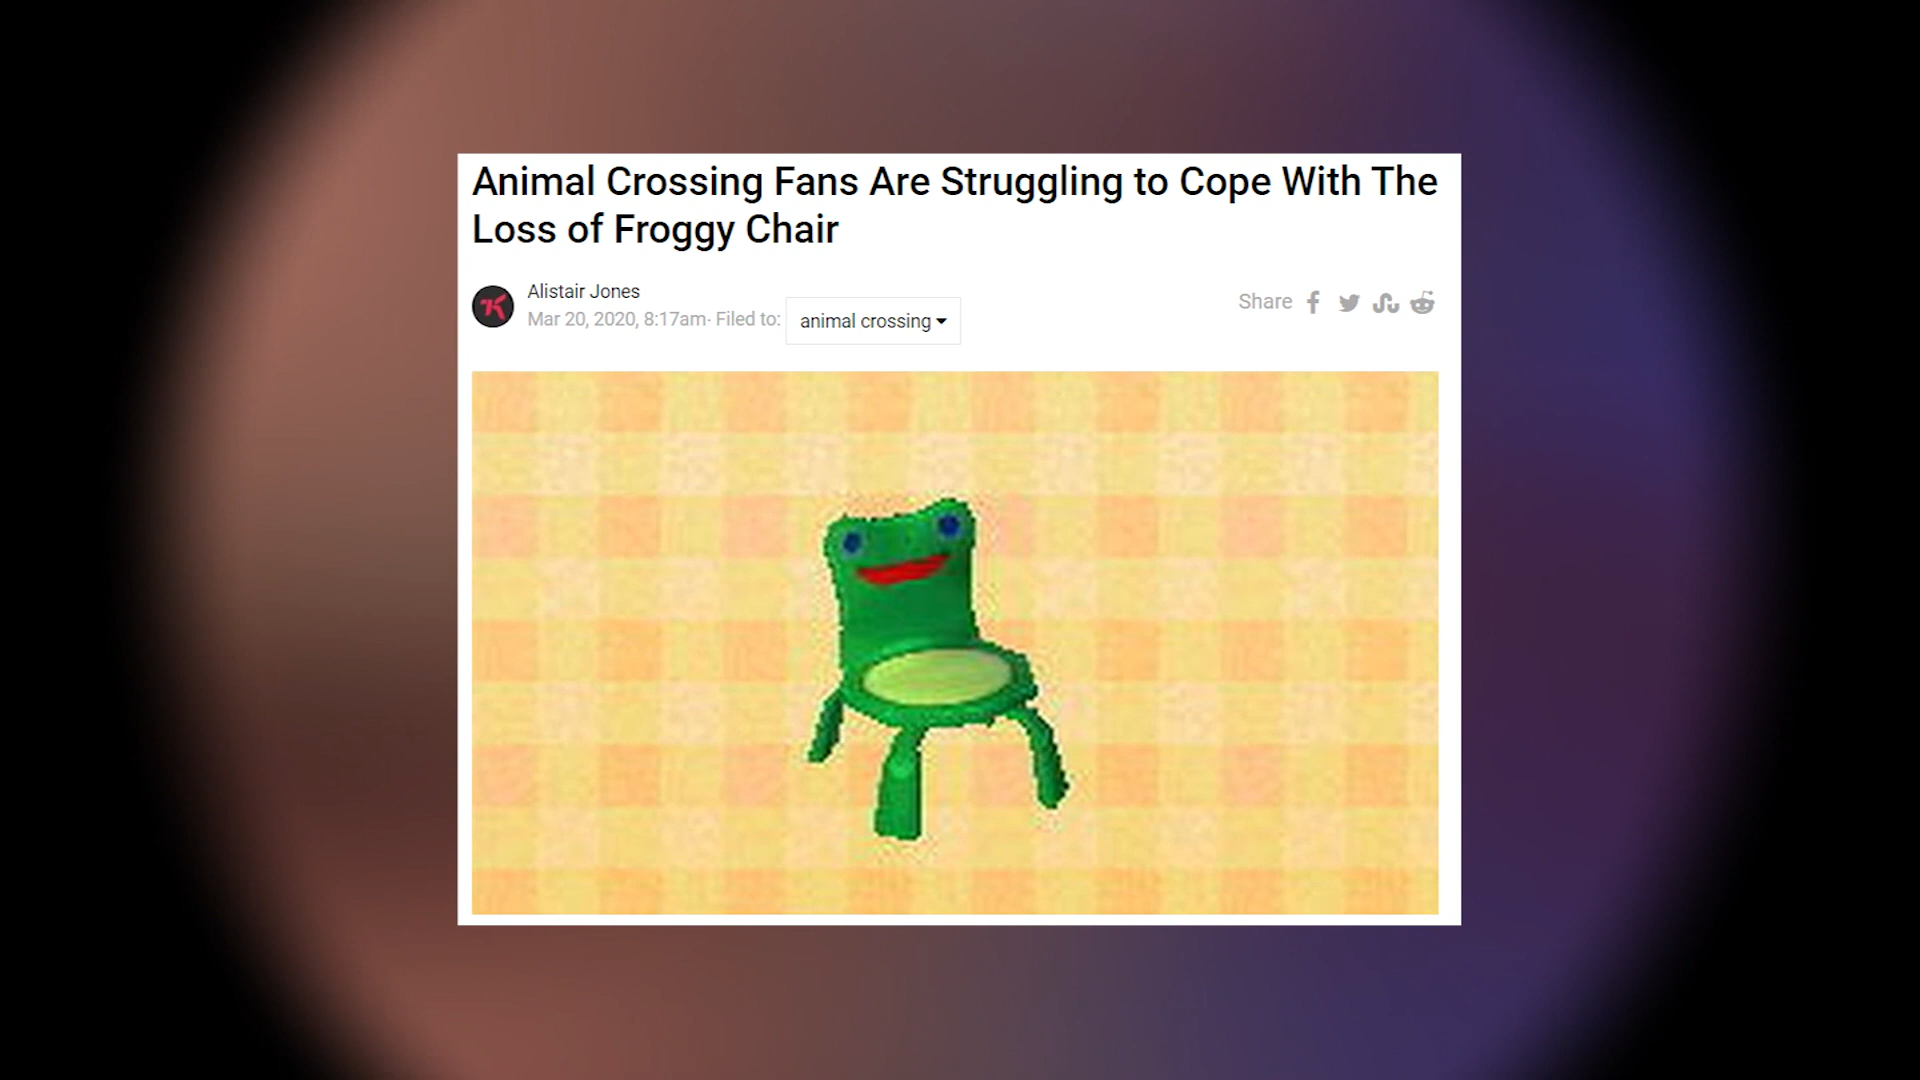 Animal Crossing Fans Are Struggling to Cope With The
Loss of Froggy Chair
Alistair Jones
Mar 20, 2020, 8:17am· Filed to:
animal crossing
Share